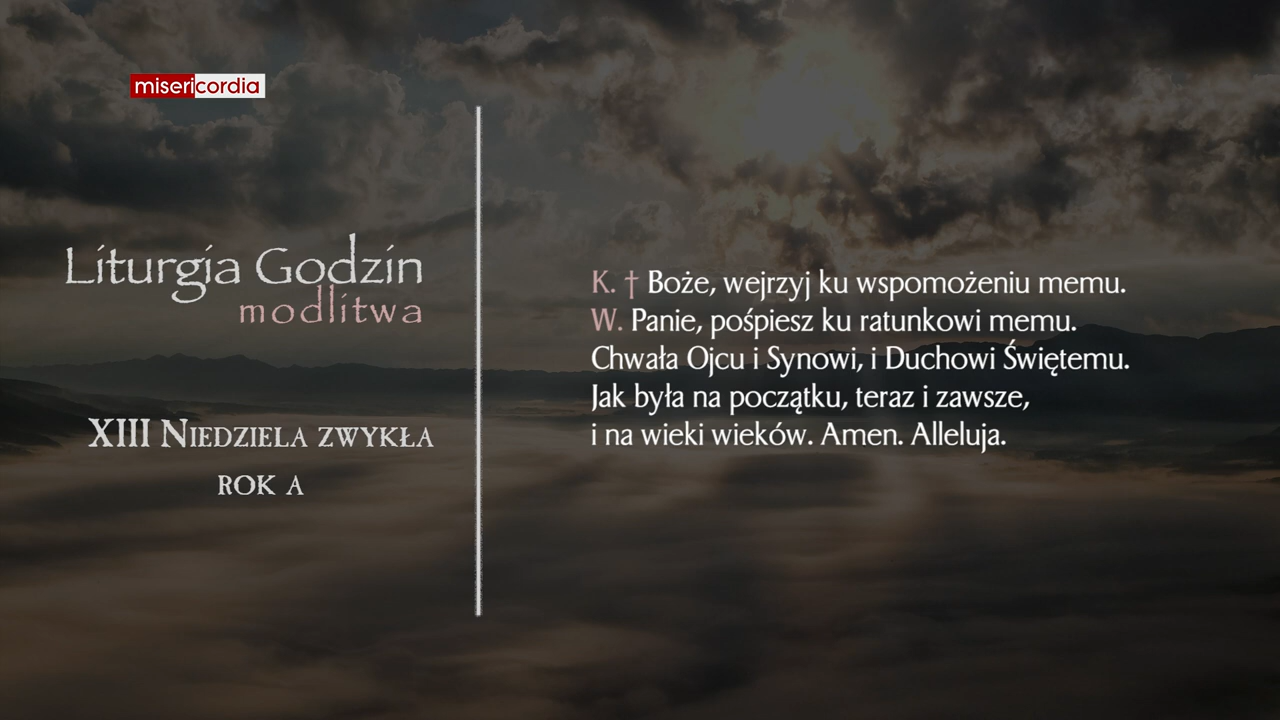 misericordia
Liturgia Godzin
modlitwa
XIII Niedziela zwykła
rok A
K. † Boże, wejrzyj ku wspomożeniu memu.
W. Panie, pośpiesz ku ratunkowi memu.
Chwała Ojcu i Synowi, i Duchowi Świętemu.
Jak była na początku, teraz i zawsze,
i na wieki wieków. Amen. Alleluja.